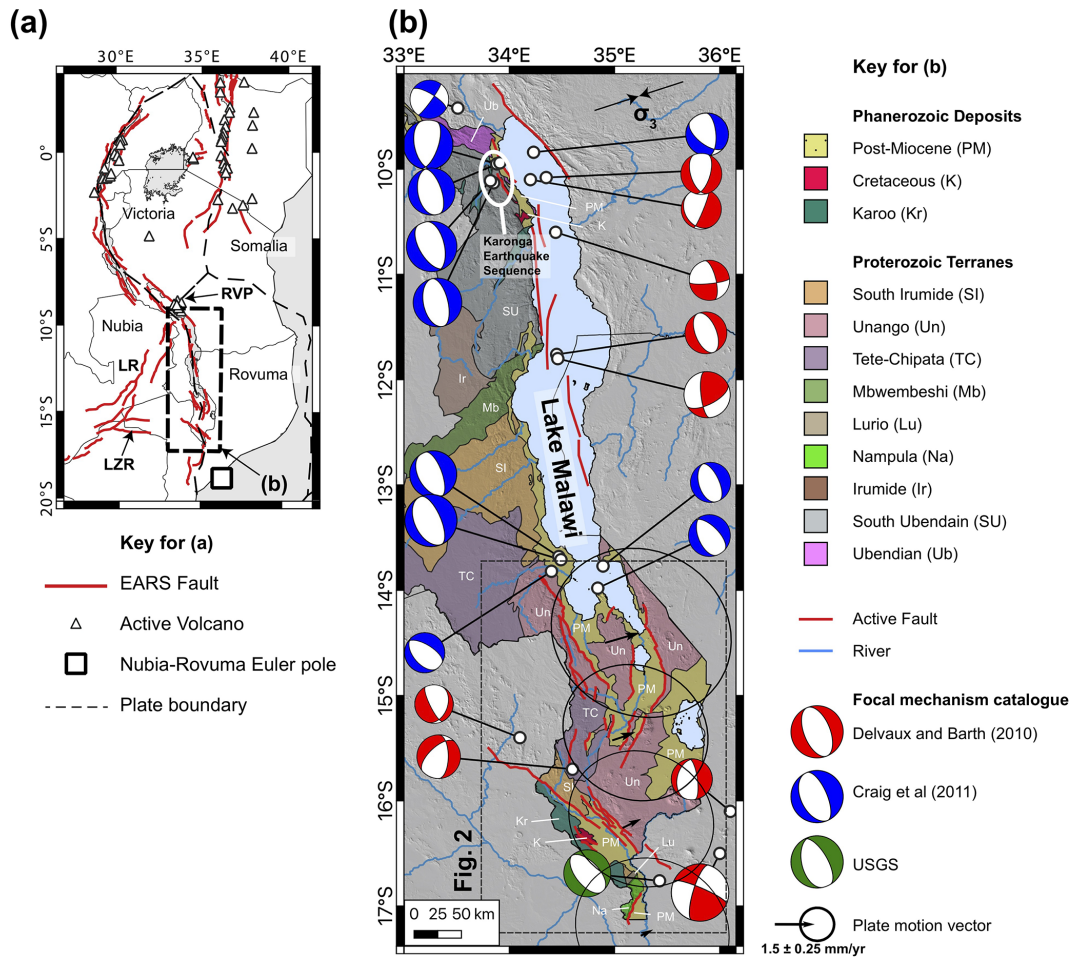 (a)
30°E 35°E 40°E
0°
5°S
10°S
15°S
20°S
Victoria
Somalia
RVP
Nubia
LR
Rovuma
LZR
(b)
Key for (a)
EARS Fault
Active Volcano
Nubia-Rovuma Euler pole
Plate boundary
(b)
33°E 34°E 35°E 36°E
10°S
11°S
12°S
13°S
14°S
15°S
16°S
17°S
Ub
σ3
PM
K
Karonga
Earthquake
Sequence
SU
Ir
Mb
Lake Malawi
SI
TC
Un
PM
Un
Un
PM
TC
PM
Un
SI
Kr
K
PM
Lu
Fig. 2
Na
PM
0 25 50 km
Key for (b)
Phanerozoic Deposits
Post-Miocene (PM)
Cretaceous (K)
Karoo (Kr)
Proterozoic Terranes
South Irumide (SI)
Unango (Un)
Tete-Chipata (TC)
Mbwembeshi (Mb)
Lurio (Lu)
Nampula (Na)
Irumide (Ir)
South Ubendain (SU)
Ubendian (Ub)
Active Fault
River
Focal mechanism catalogue
Delvaux and Barth (2010)
Craig et al (2011)
USGS
Plate motion vector
1.5 ± 0.25 mm/yr